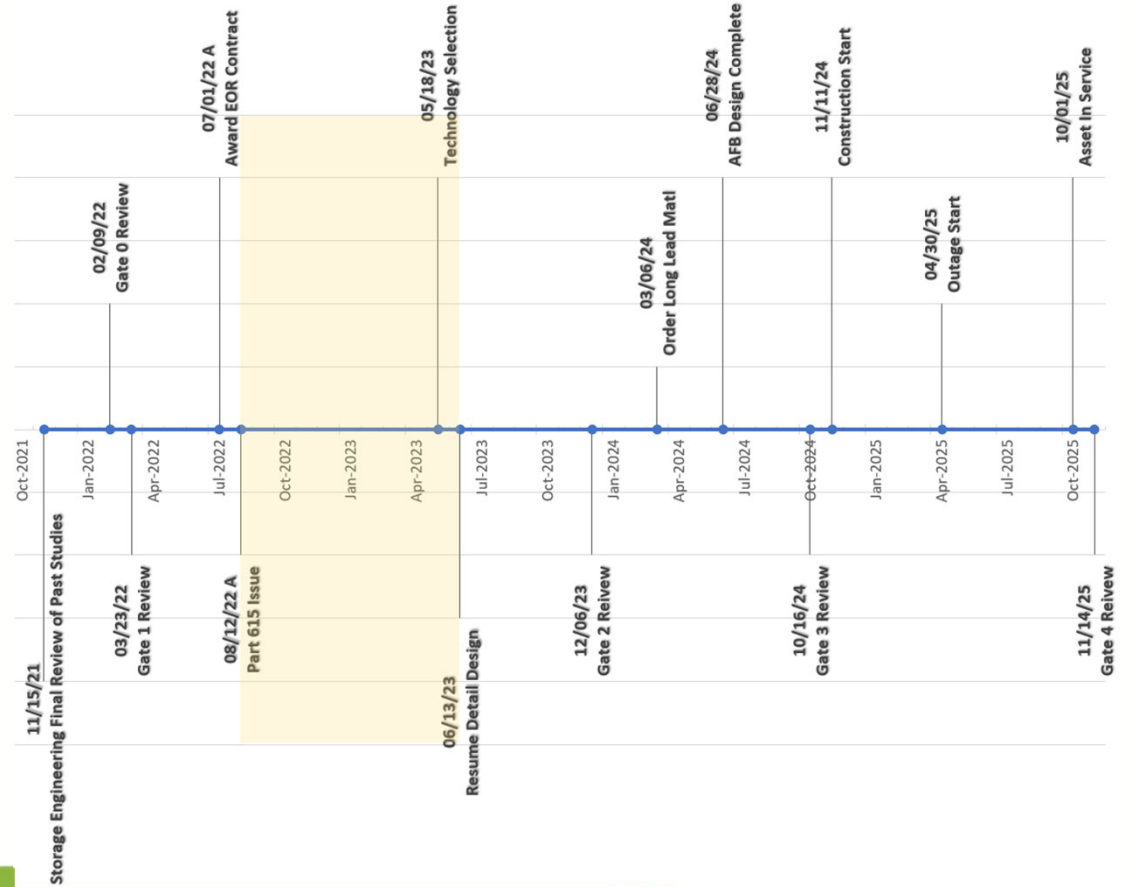 11/15/21
Storage Engineering Final Review of Past Studies
02/09/22
Gate 0 Review
03/23/22
Gate 1 Review
07/01/22 A
Award EOR Contract
08/12/22 A
Part 615 Issue
05/18/23
Technology Selection
06/13/23
Resume Detail Design
12/06/23
Gate 2 Reivew
03/06/24
Order Long Lead Matl
06/28/24
AFB Design Complete
10/16/24
Gate 3 Review
11/11/24
Construction Start
04/30/25
Outage Start
10/01/25
Asset In Service
11/14/25
Gate 4 Reivew
Oct-2021
Jan-2022
Apr-2022
Jul-2022
Oct-2022
Jan-2023
Apr-2023
Jul-2023
Oct-2023
Jan-2024
Apr-2024
Jul-2024
Oct-2024
Jan-2025
Apr-2025
Jul-2025
Oct-2025